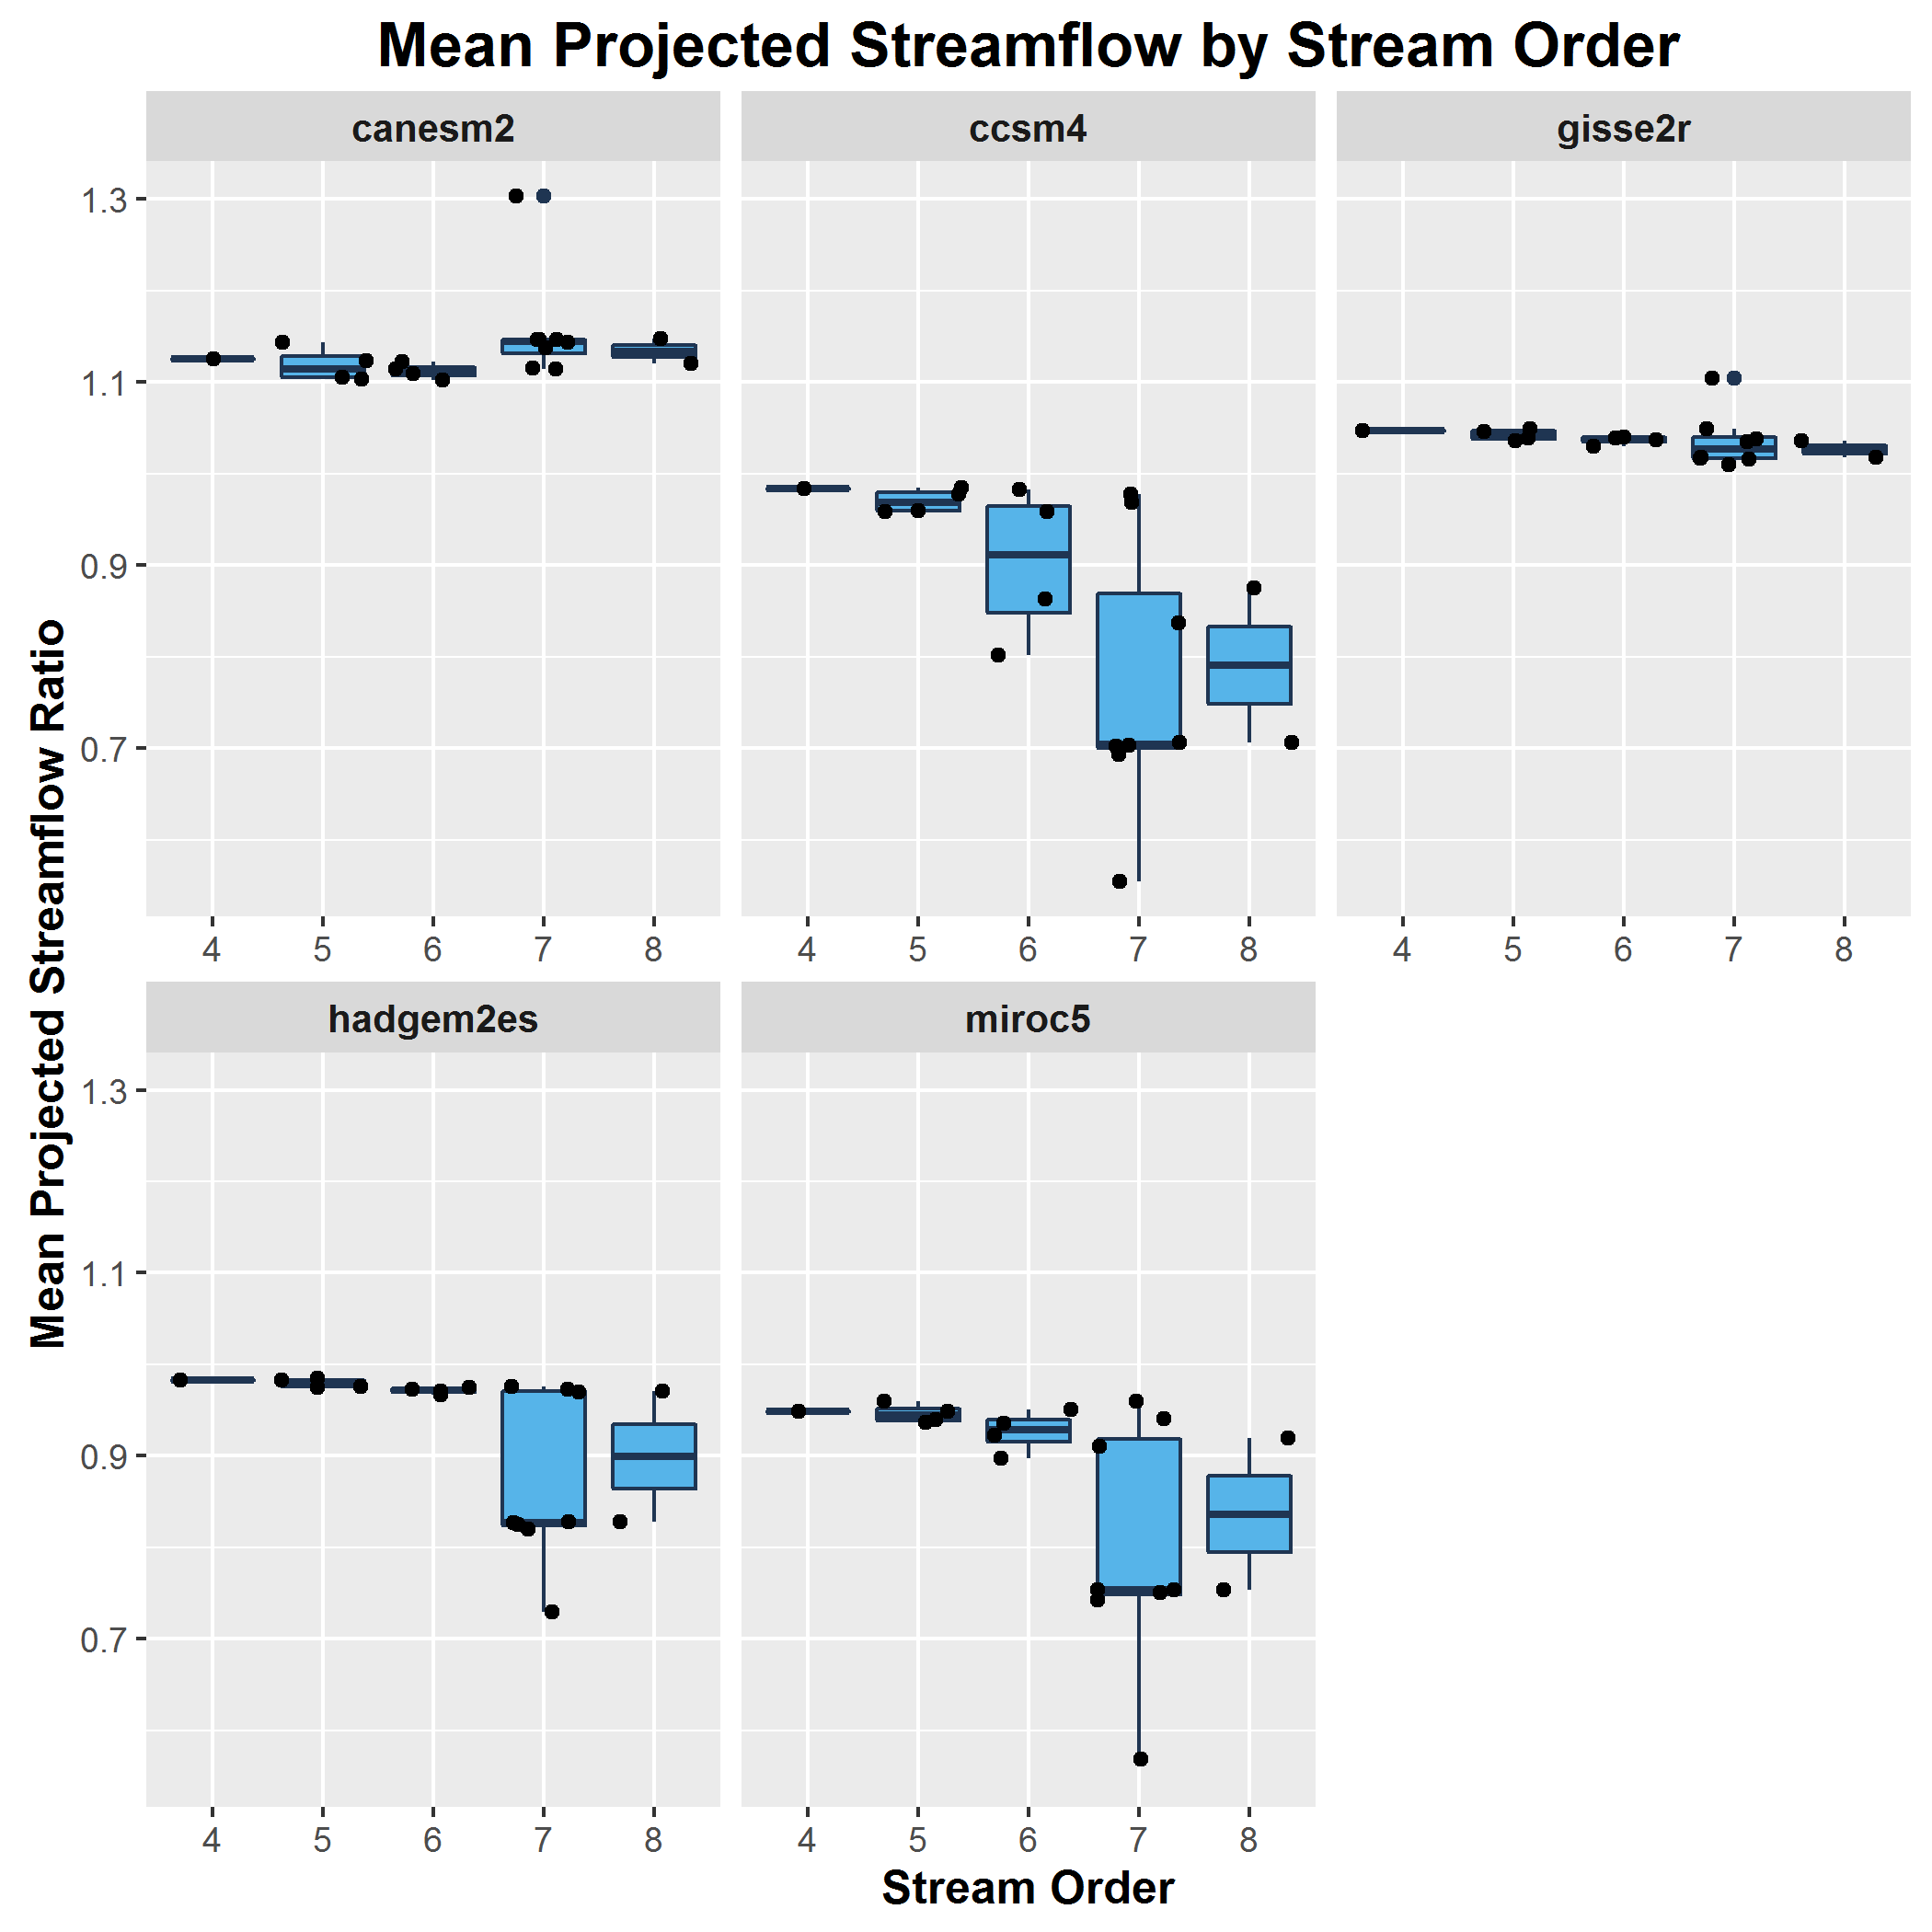 Mean Projected Streamflow by Stream Order
canesm2
ccsm4
gisse2r
1.3
1.1
0.9
0.7
4 5 6 7 8
4 5 6 7 8
4 5 6 7 8
Mean Projected Streamflow Ratio
hadgem2es
miroc5
1.3
1.1
0.9
0.7
4 5 6 7 8
4 5 6 7 8
Stream Order